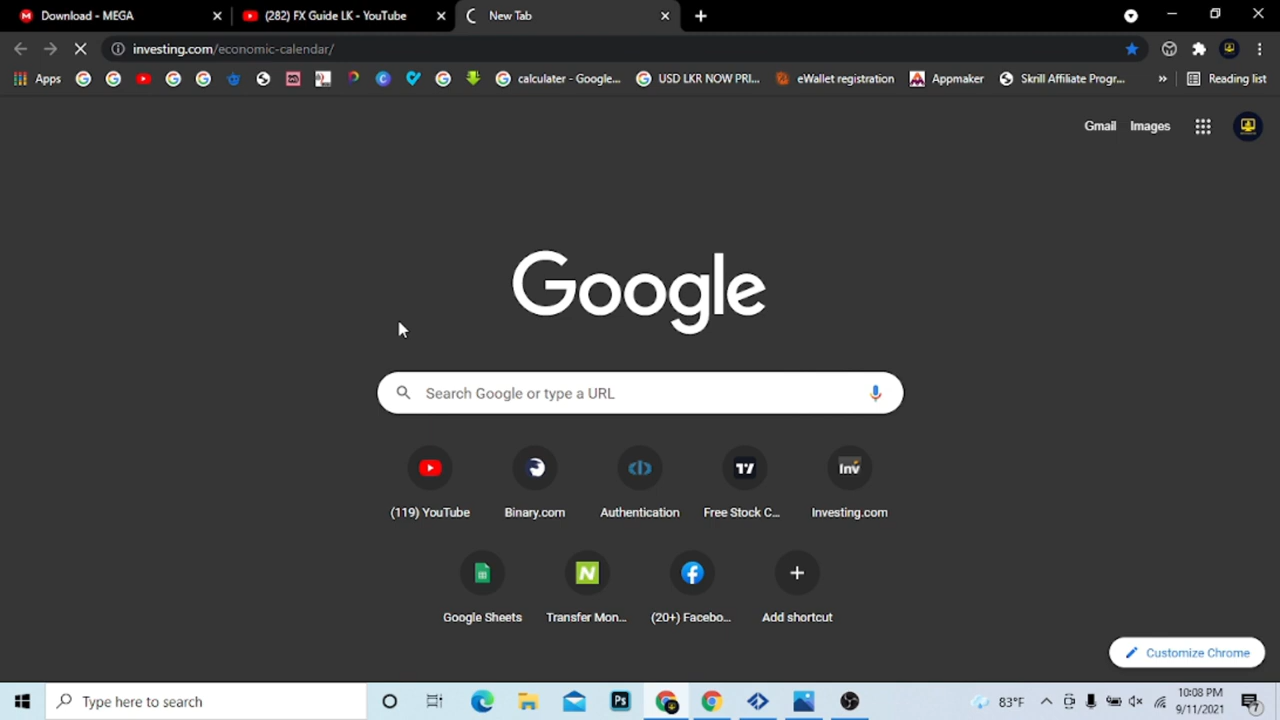 Download - MEGA
(282) FX Guide LK - YouTube
New Tab
investing.com/economic-calendar/
Apps
calculater - Google...
USD LKR NOW PRI...
eWallet registration
Appmaker
Skrill Affiliate Progr...
»
Reading list
Gmail
Images
Google
Search Google or type a URL
Inv
(119) YouTube
Binary.com
Authentication
Free Stock C...
Investing.com
N
Google Sheets
Transfer Mon...
(20+) Facebo...
Add shortcut
Customize Chrome
Type here to search
Ps
83°F
10:08 PM
9/11/2021
7